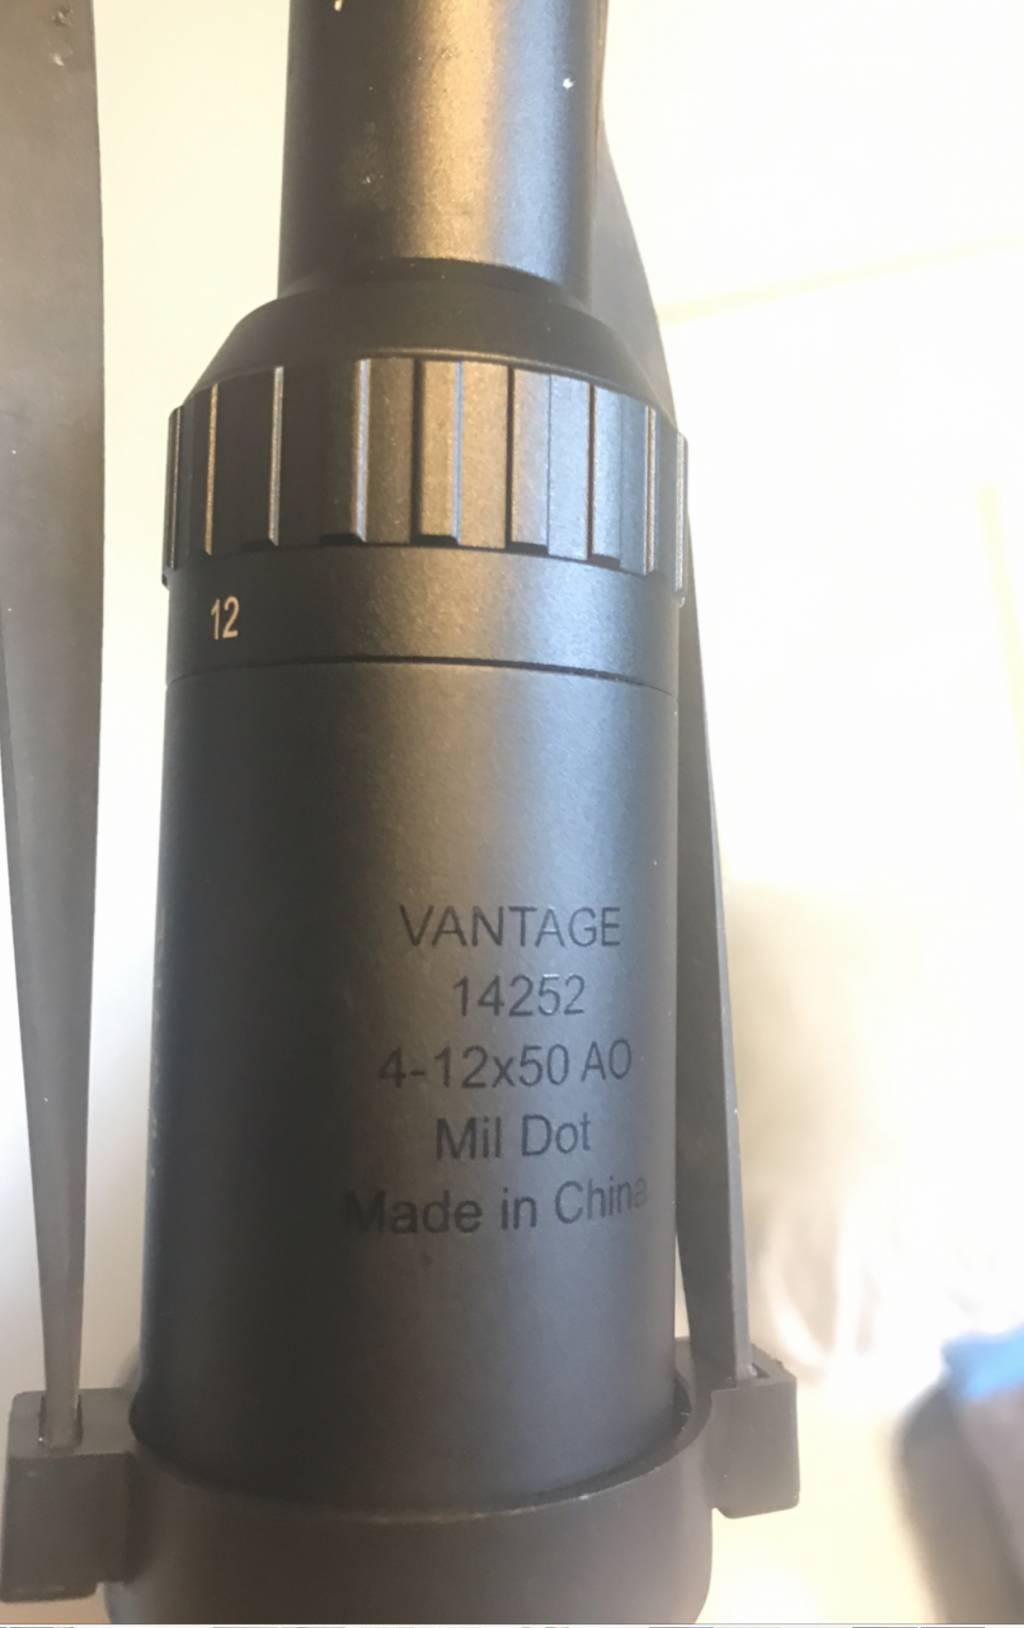 12
VANTAGE
14252
4-12x50 AO
Mil Dot
Made in China